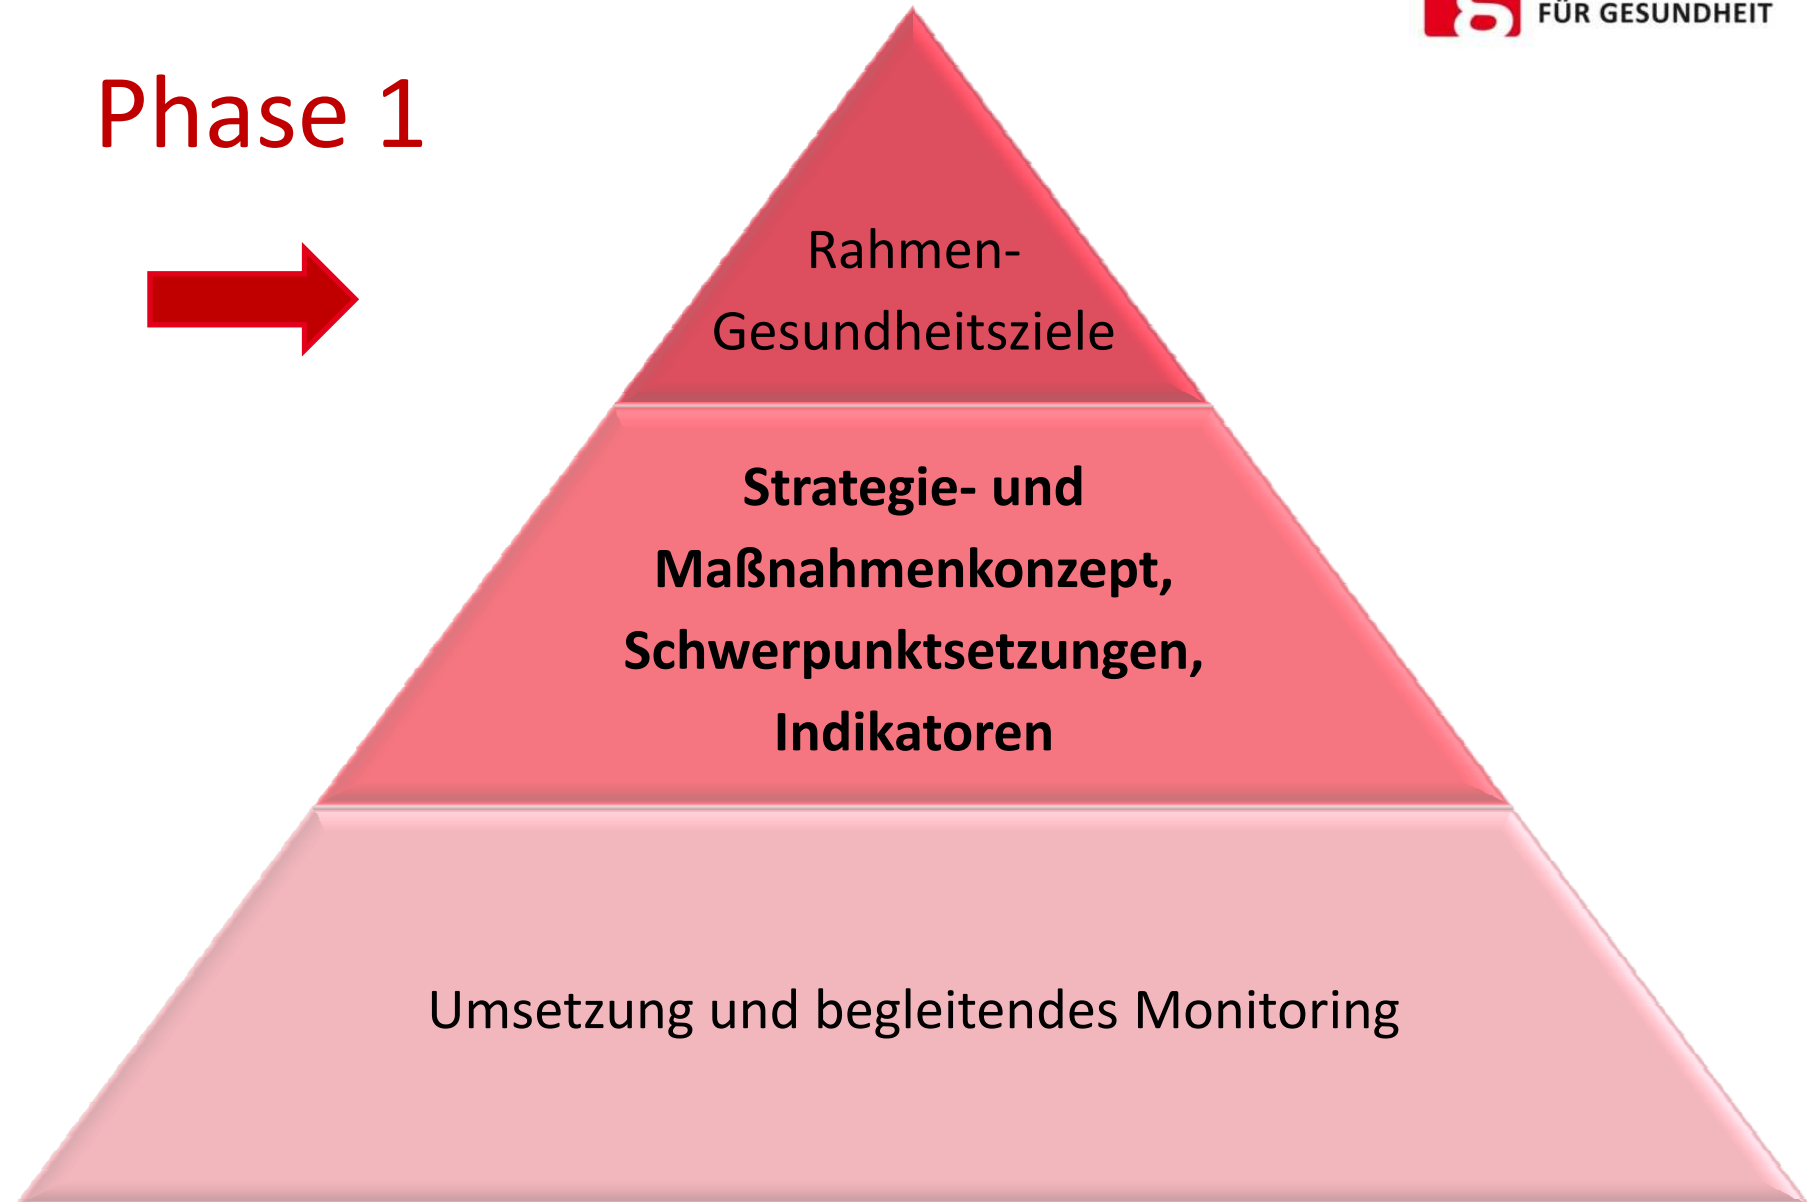 FÜR GESUNDHEIT
Phase 1
Rahmen-
Gesundheitsziele
Strategie- und
Maßnahmenkonzept,
Schwerpunktsetzungen,
Indikatoren
Umsetzung und begleitendes Monitoring